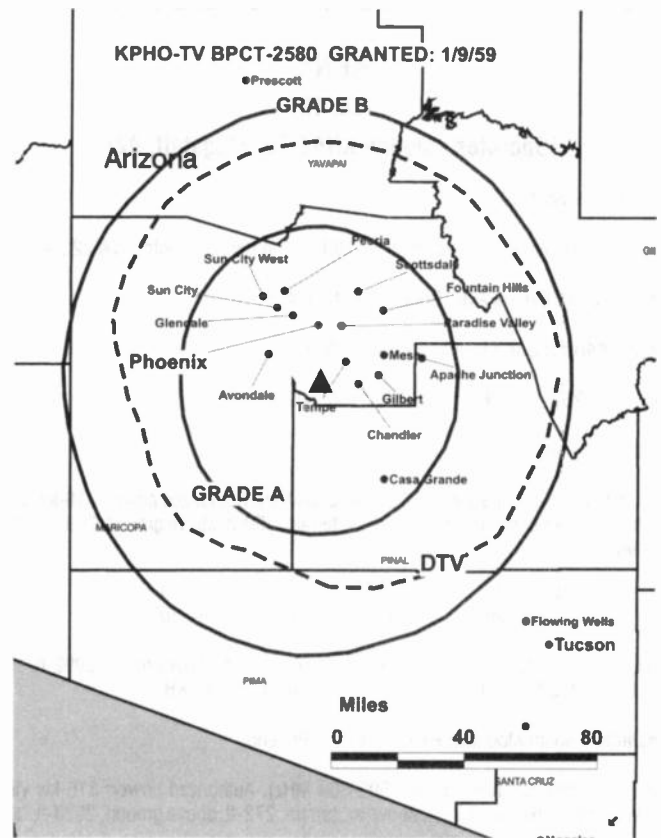 KPHO-TV BPCT-2580 GRANTED: 1/9/59
Prescott
GRADE B
Arizona
YAVAPAI
Peoria
Sun City West
Scottsdale
Sun City
Fountain Hills
Glendale
Paradise Valley
Phoenix
Mesa
Apache Junction
Avondale
Tempe
Gilbert
Chandler
Casa Grande
GRADE A
MARICOPA
PINAL
DTV
Flowing Wells
Tucson
PIMA
Miles
0 40 80
SANTA CRUZ